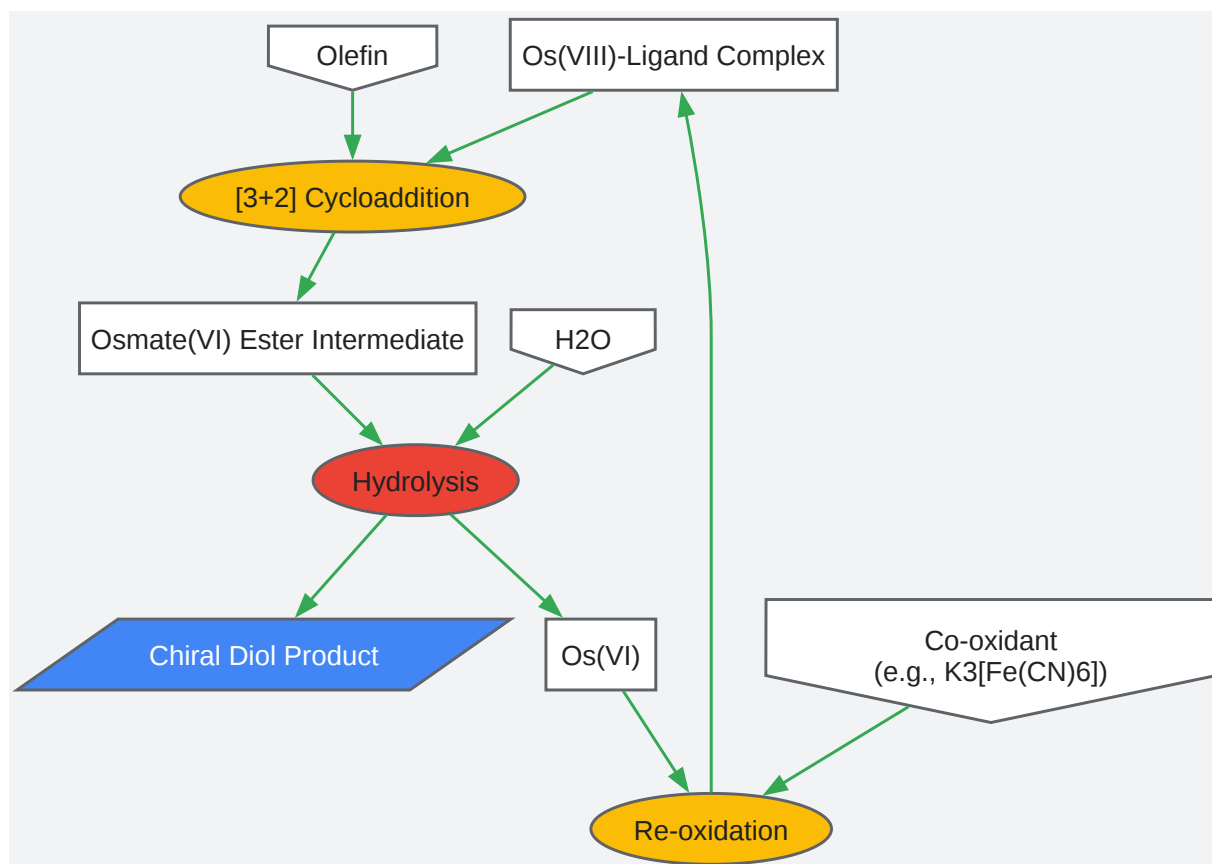 Olefin
Os(VIII)-Ligand Complex
[3+2] Cycloaddition
Osmate(VI) Ester Intermediate
H2O
Hydrolysis
Chiral Diol Product
Os(VI)
Co-oxidant
(e.g., K3[Fe(CN)6])
Re-oxidation